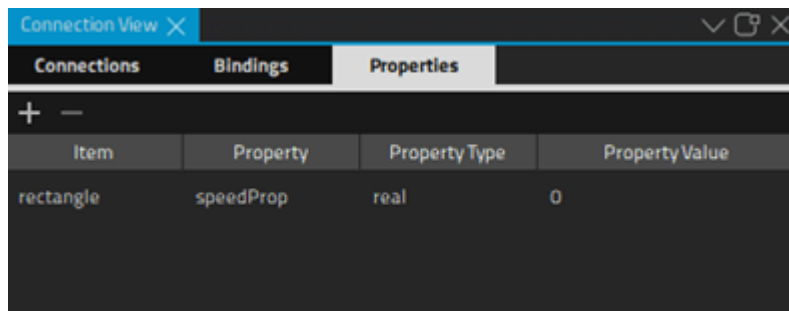 Connection View
Connections Bindings Properties
Item Property Property Type Property Value
rectangle speedProp real 0